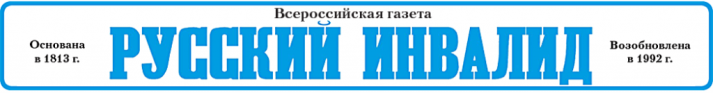 Всероссийская газета
Основана
в 1813 г.
РУССКИЙ ИНВАЛИД
Возобновлена
в 1992 г.